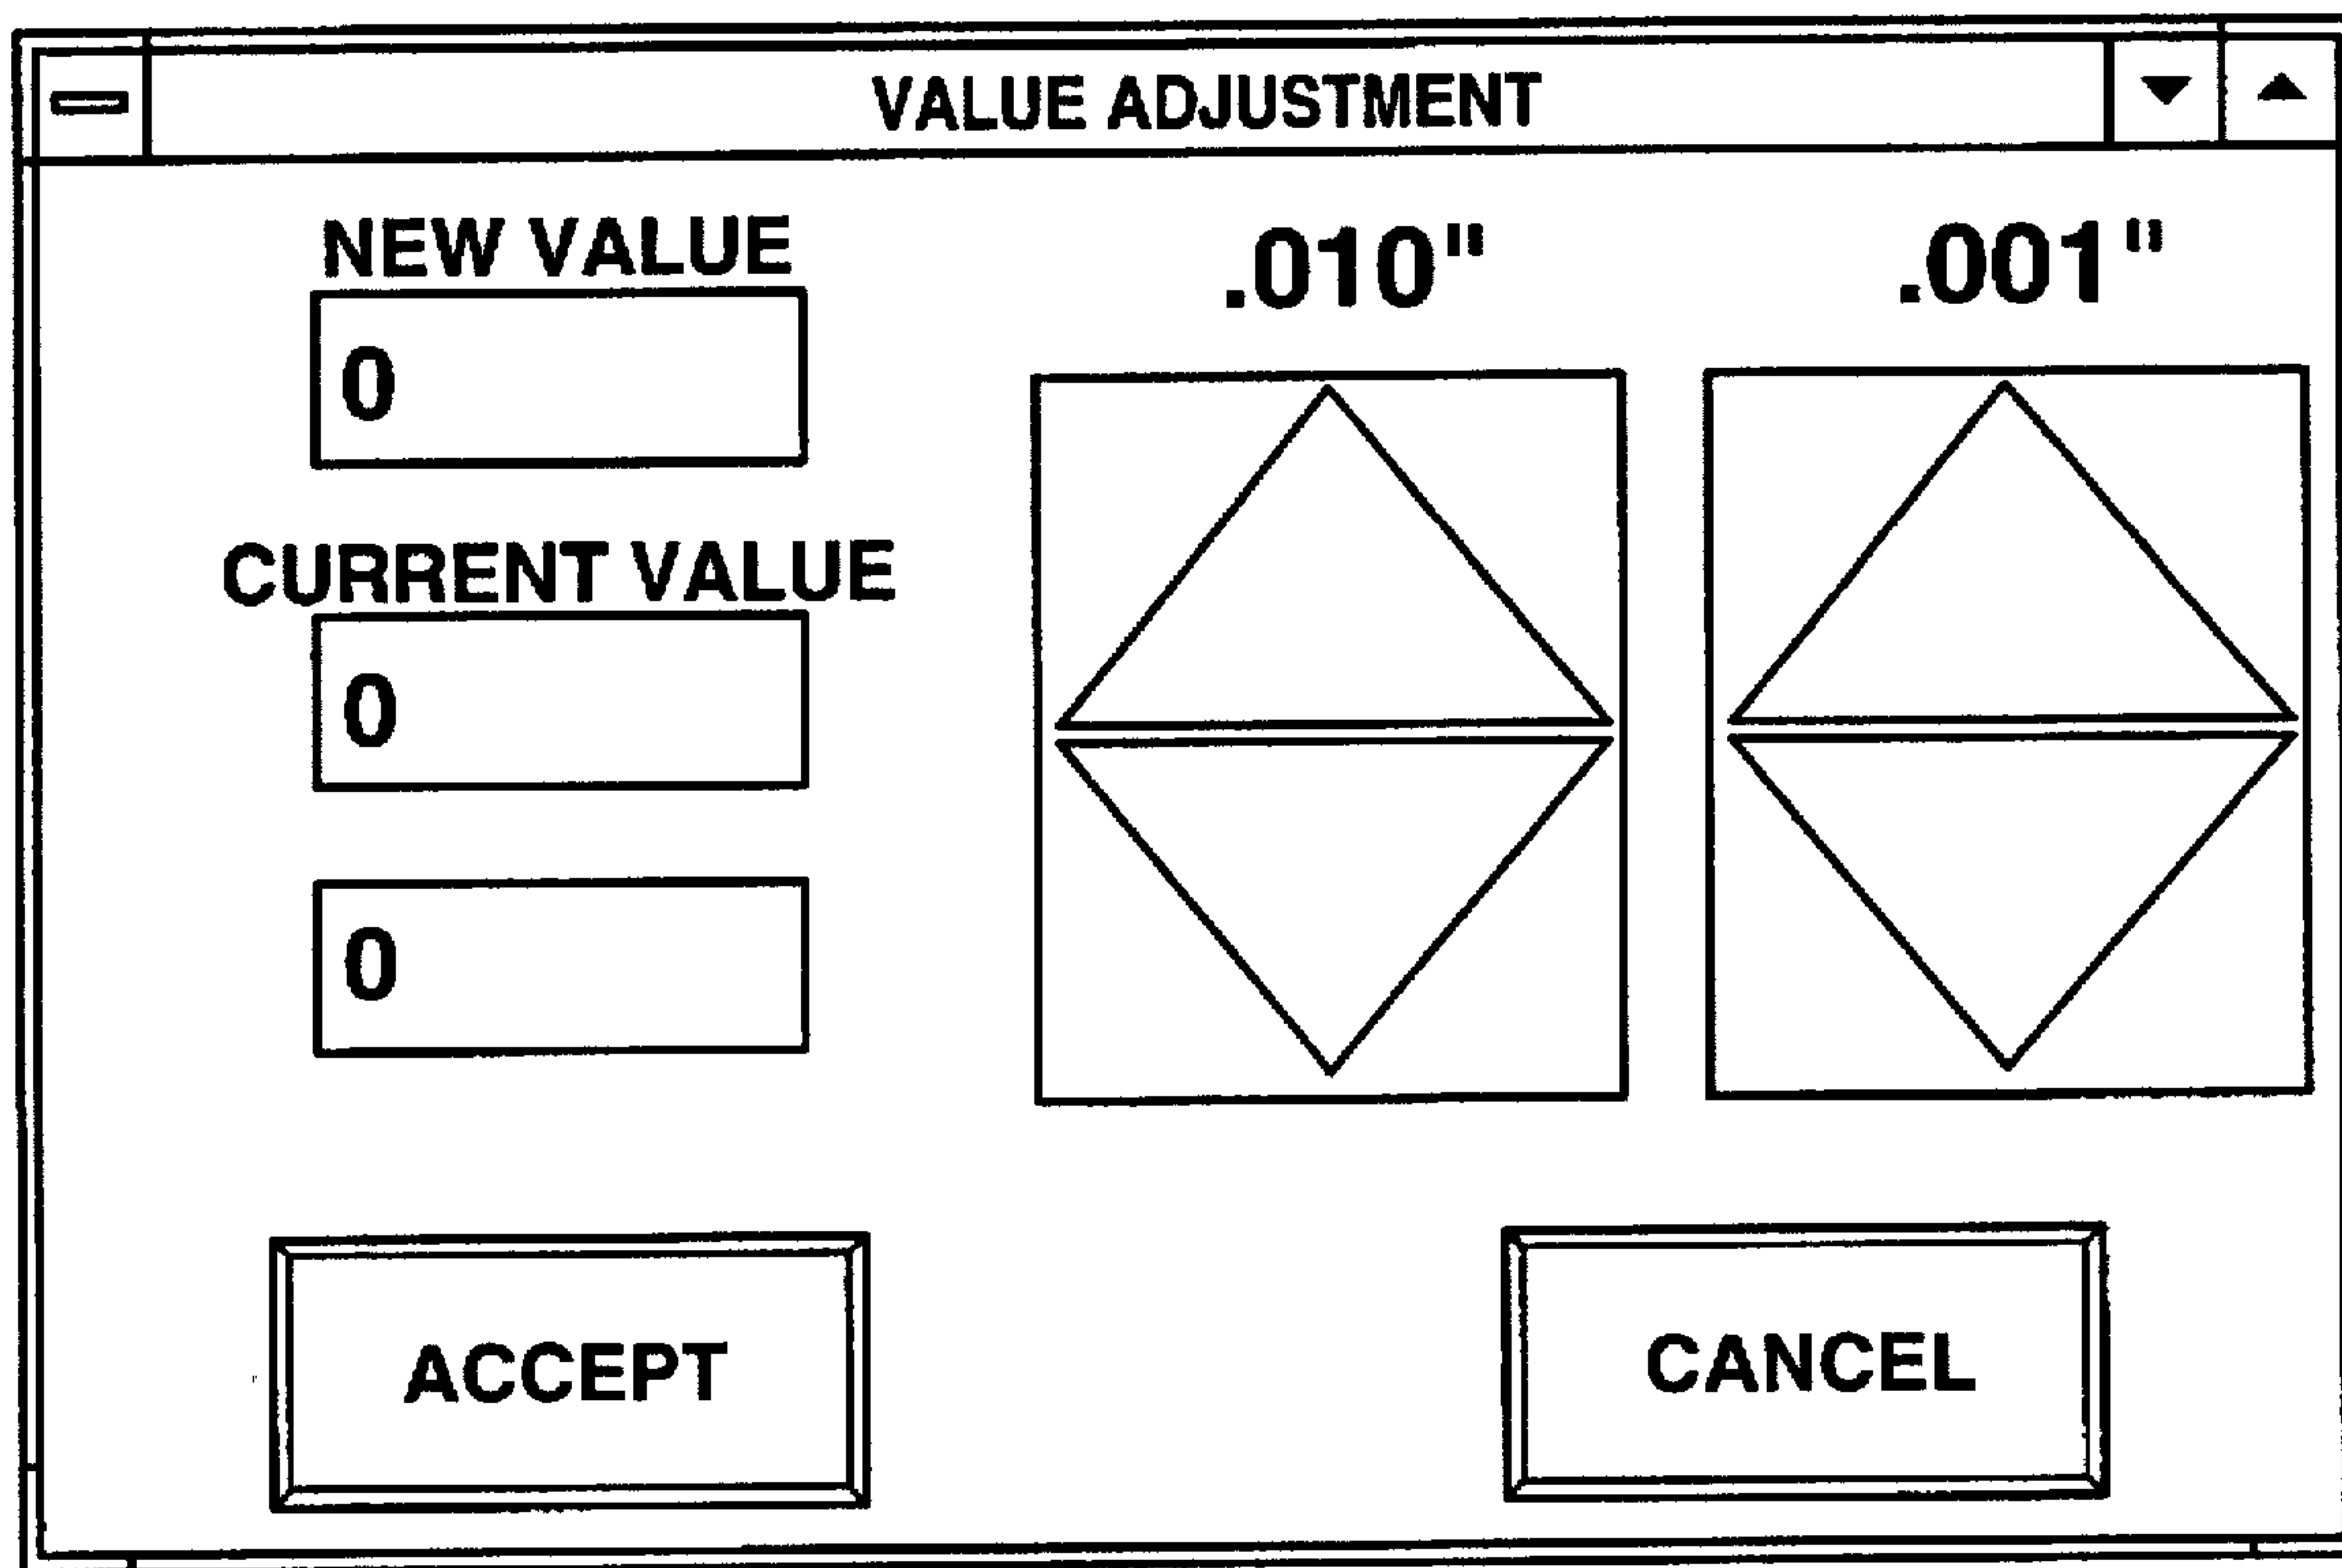 VALUE ADJUSTMENT
NEW VALUE
0
CURRENT VALUE
0
0
.010"
.001"
ACCEPT
CANCEL